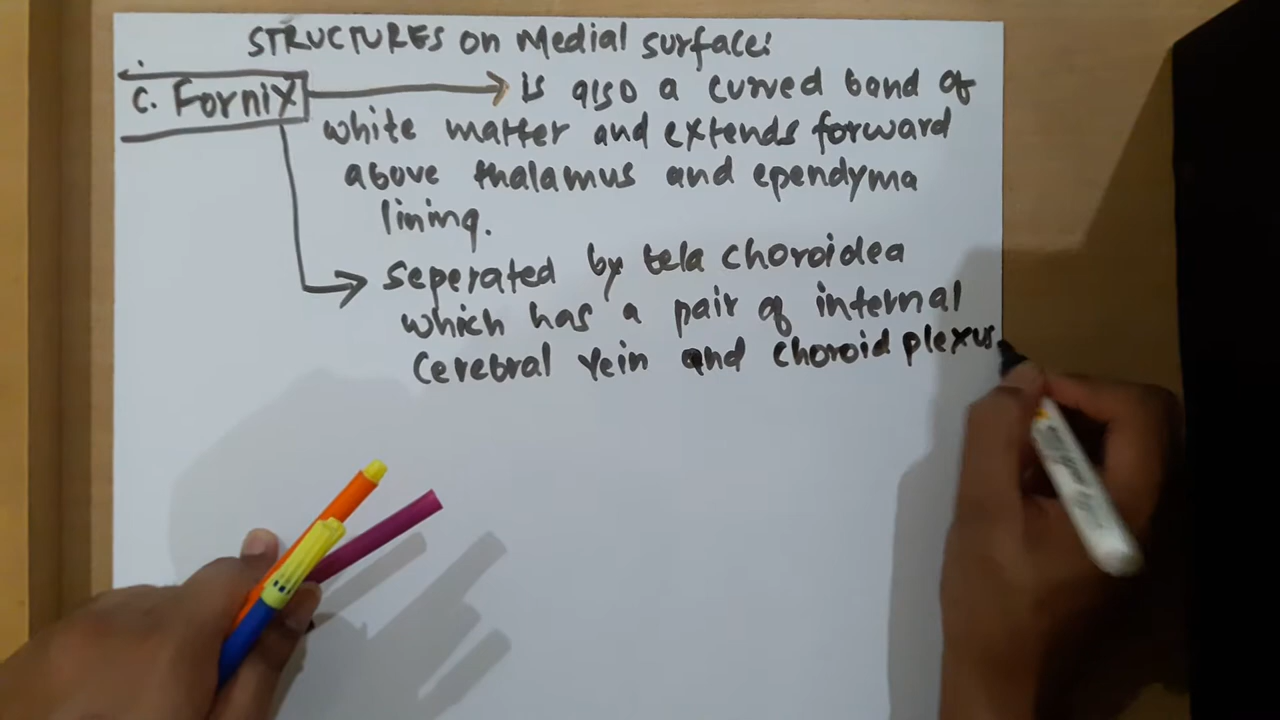 STRUCTURES on Medial surface:
c. Fornix → is also a curved band of
white matter and extends forward
above thalamus and ependyma
lining.
→ seperated by tela choroidea
which has a pair of internal
cerebral vein and choroid plexus